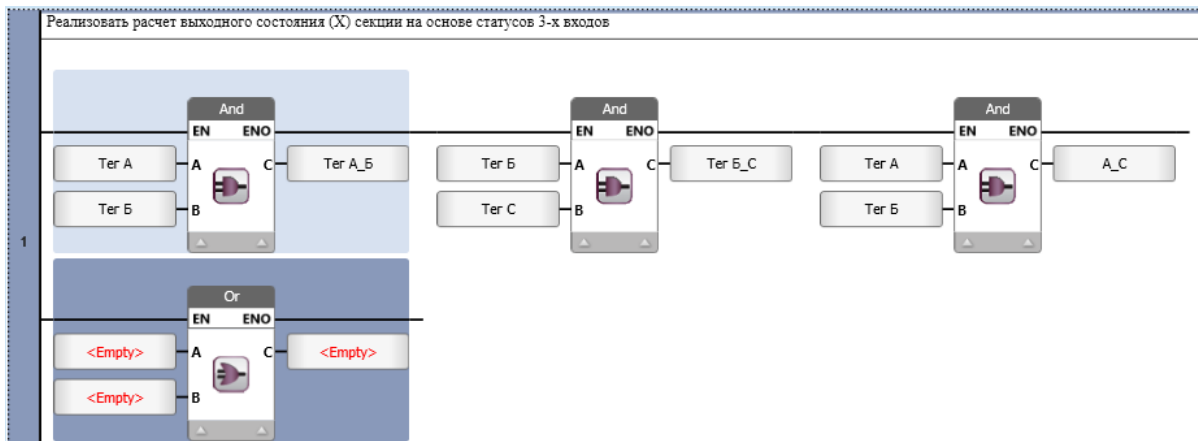 Реализовать расчет выходного состояния (X) секции на основе статусов 3-х входов
And And And
EN ENO EN ENO EN ENO
Тег А A C Тег А_Б Тег Б A C Тег Б_С Тег А A C А_С
Тег Б B Тег С B Тег Б B
1
Or
EN ENO
<Empty> A C <Empty>
<Empty> B